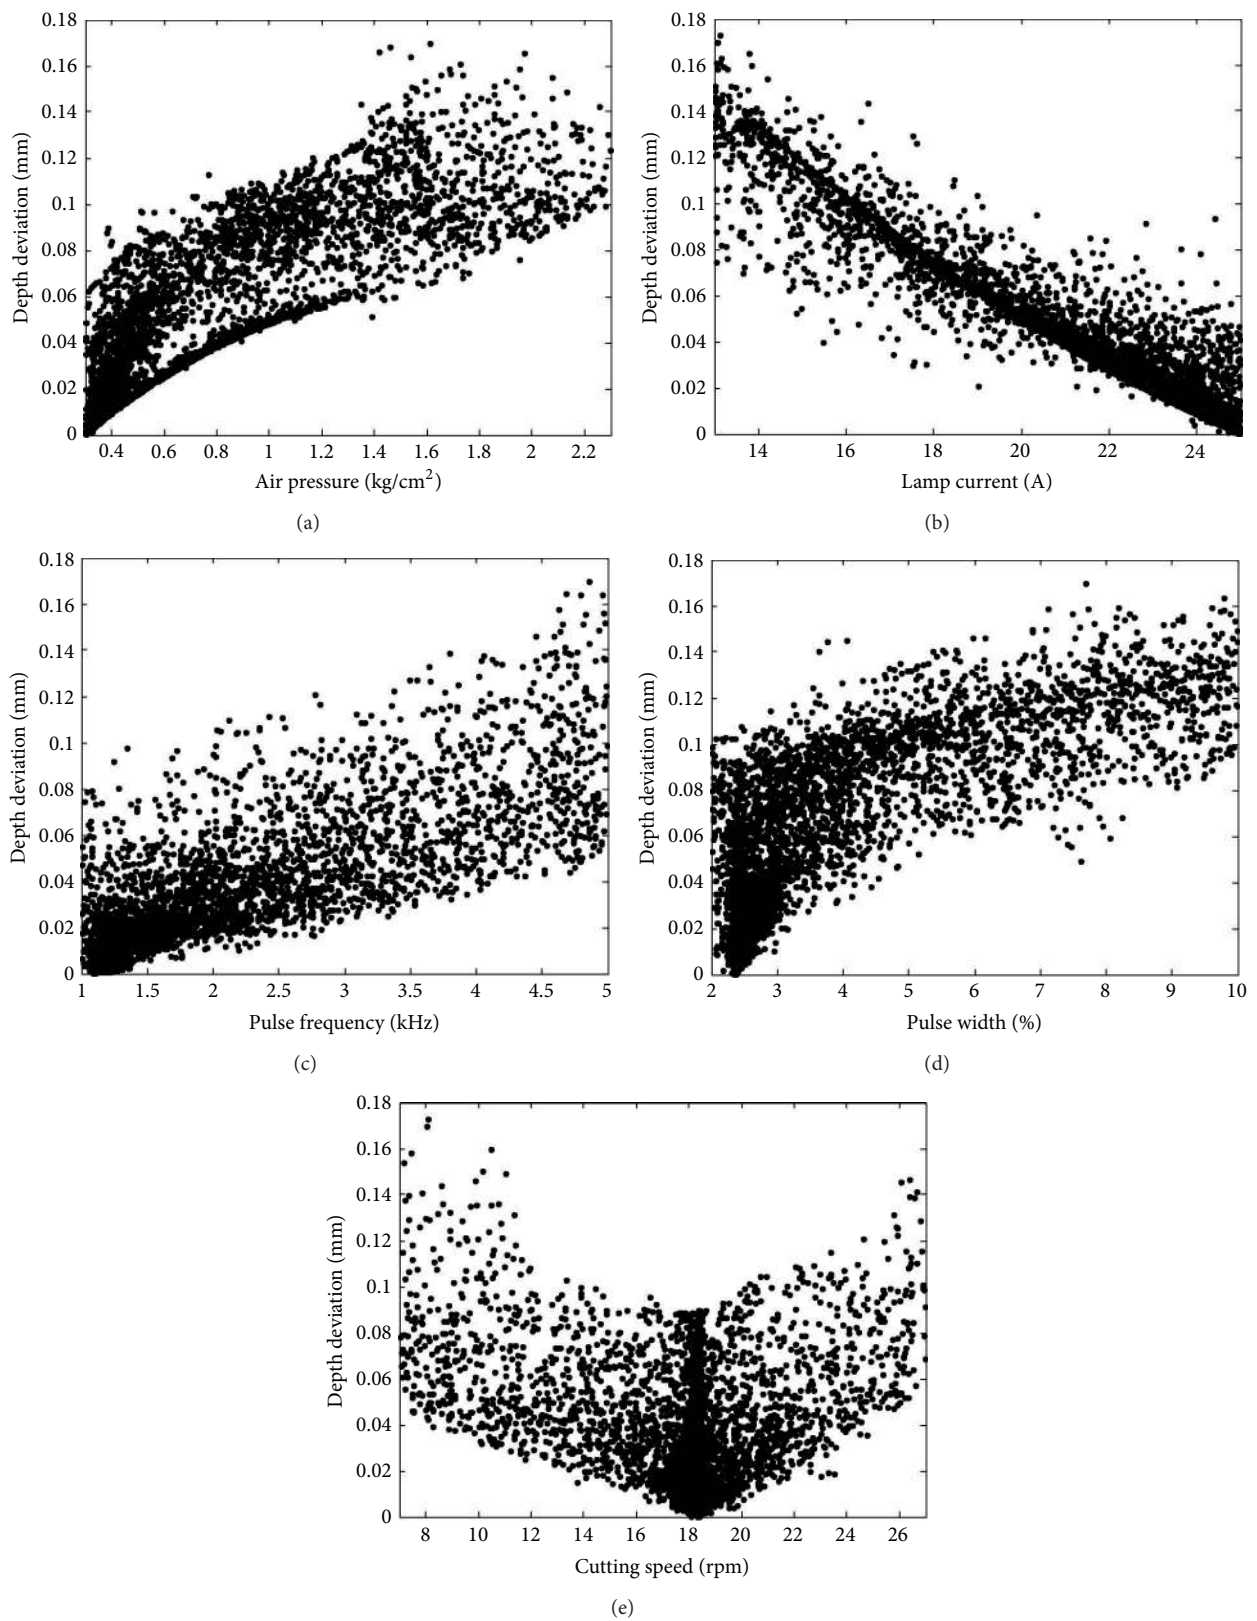 0.18
0.16
0.14
0.12
0.1
0.08
0.06
0.04
0.02
0
Depth deviation (mm)
0.4 0.6 0.8 1 1.2 1.4 1.6 1.8 2 2.2
Air pressure (kg/cm²)
(a)
0.18
0.16
0.14
0.12
0.1
0.08
0.06
0.04
0.02
0
Depth deviation (mm)
14 16 18 20 22 24
Lamp current (A)
(b)
0.18
0.16
0.14
0.12
0.1
0.08
0.06
0.04
0.02
0
Depth deviation (mm)
1 1.5 2 2.5 3 3.5 4 4.5 5
Pulse frequency (kHz)
(c)
0.18
0.16
0.14
0.12
0.1
0.08
0.06
0.04
0.02
0
Depth deviation (mm)
2 3 4 5 6 7 8 9 10
Pulse width (%)
(d)
0.18
0.16
0.14
0.12
0.1
0.08
0.06
0.04
0.02
0
Depth deviation (mm)
8 10 12 14 16 18 20 22 24 26
Cutting speed (rpm)
(e)